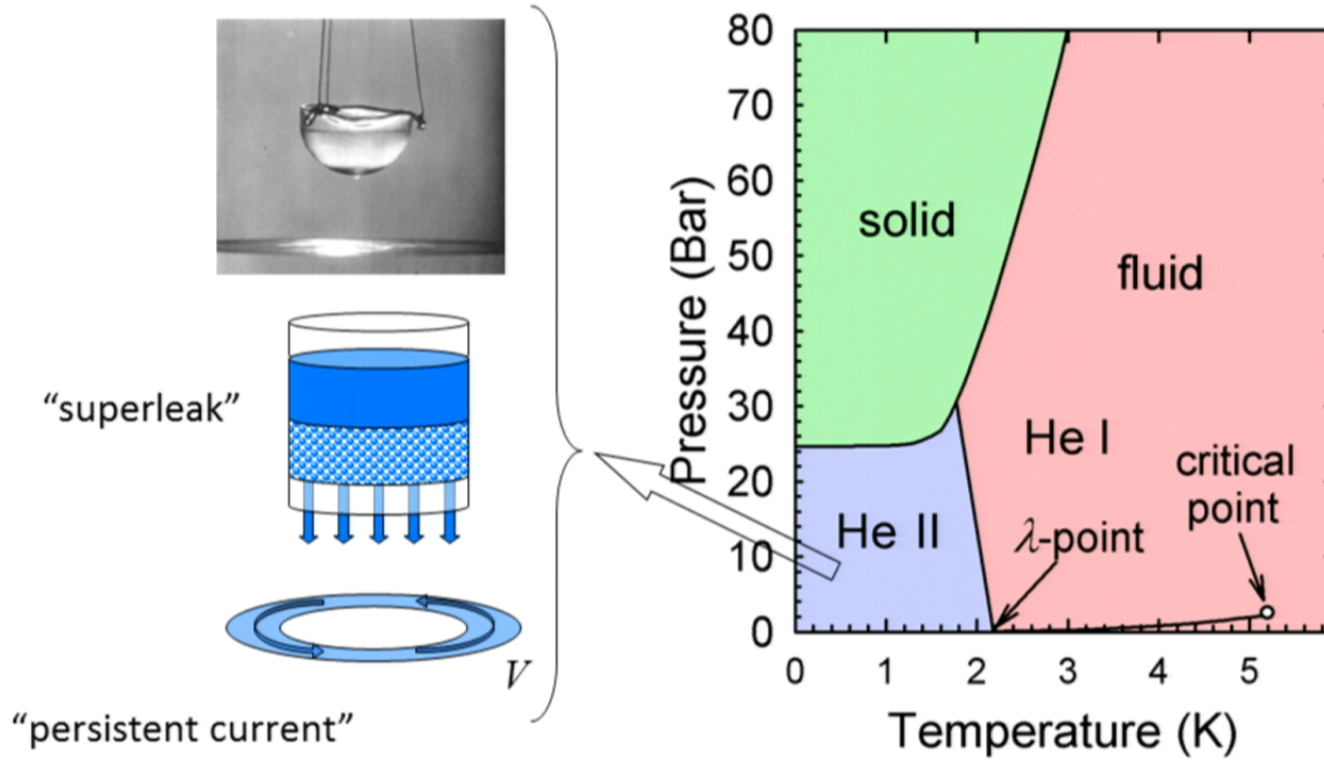 “superleak”
V
“persistent current”
Pressure (Bar)
80
70
60
50
40
30
20
10
0
solid
fluid
He I
critical
point
He II
λ-point
0 1 2 3 4 5
Temperature (K)